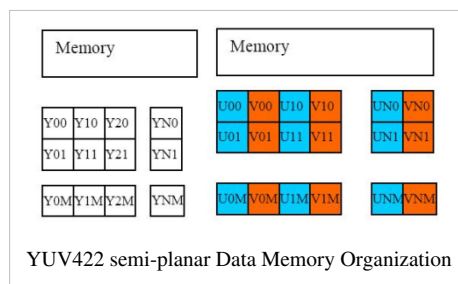 Memory Memory
Y00 Y10 Y20 YN0 U00 V00 U10 V10 UN0 VN0
Y01 Y11 Y21 YN1 U01 V01 U11 V11 UN1 VN1
Y0M Y1M Y2M YNM U0M V0M U1M V1M UNM VNM
YUV422 semi-planar Data Memory Organization